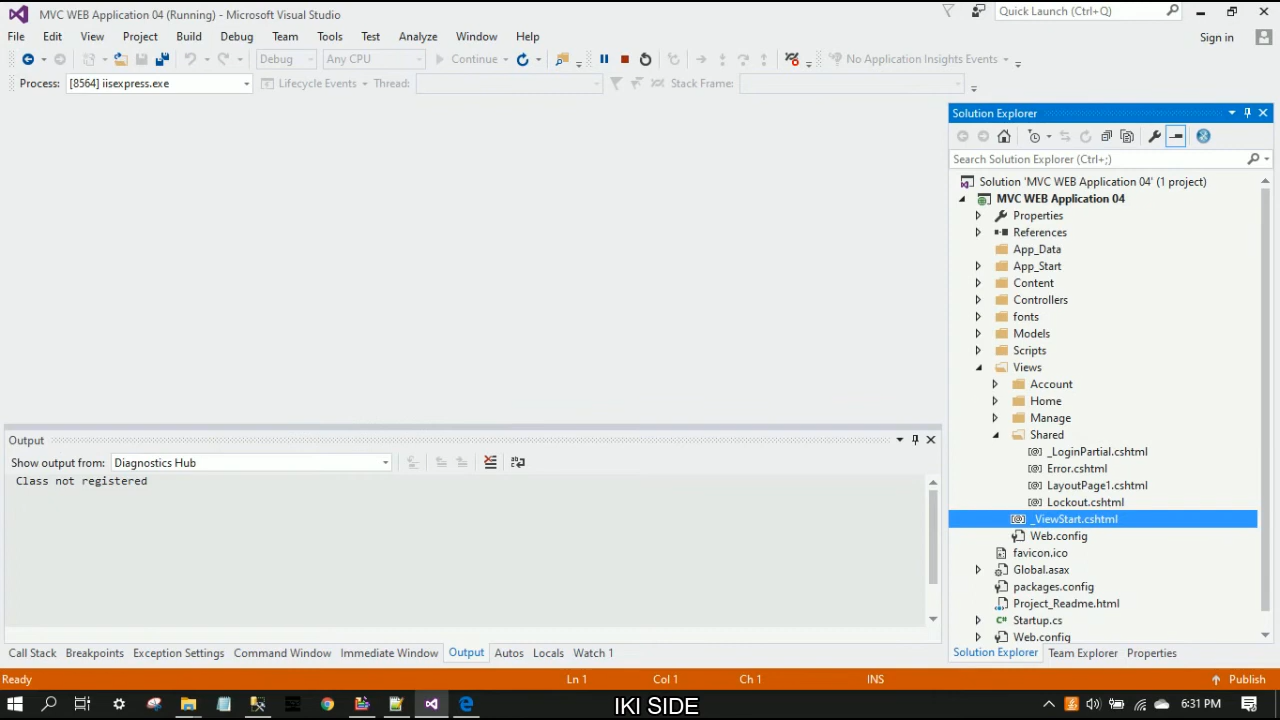 MVC WEB Application 04 (Running) - Microsoft Visual Studio
Quick Launch (Ctrl+Q)
File Edit View Project Build Debug Team Tools Test Analyze Window Help
Sign in
Debug Any CPU Continue No Application Insights Events
Process: [8564] iisexpress.exe Lifecycle Events Thread: Stack Frame:
Solution Explorer
Search Solution Explorer (Ctrl+;)
Solution 'MVC WEB Application 04' (1 project)
MVC WEB Application 04
Properties
References
App_Data
App_Start
Content
Controllers
fonts
Models
Scripts
Views
Account
Home
Manage
Shared
_LoginPartial.cshtml
Error.cshtml
LayoutPage1.cshtml
Lockout.cshtml
_ViewStart.cshtml
Web.config
favicon.ico
Global.asax
packages.config
Project_Readme.html
Startup.cs
Web.config
Solution Explorer Team Explorer Properties
Output
Show output from: Diagnostics Hub
Class not registered
Call Stack Breakpoints Exception Settings Command Window Immediate Window Output Autos Locals Watch 1
Ready Ln 1 Col 1 Ch 1 INS Publish
IKI SIDE
6:31 PM